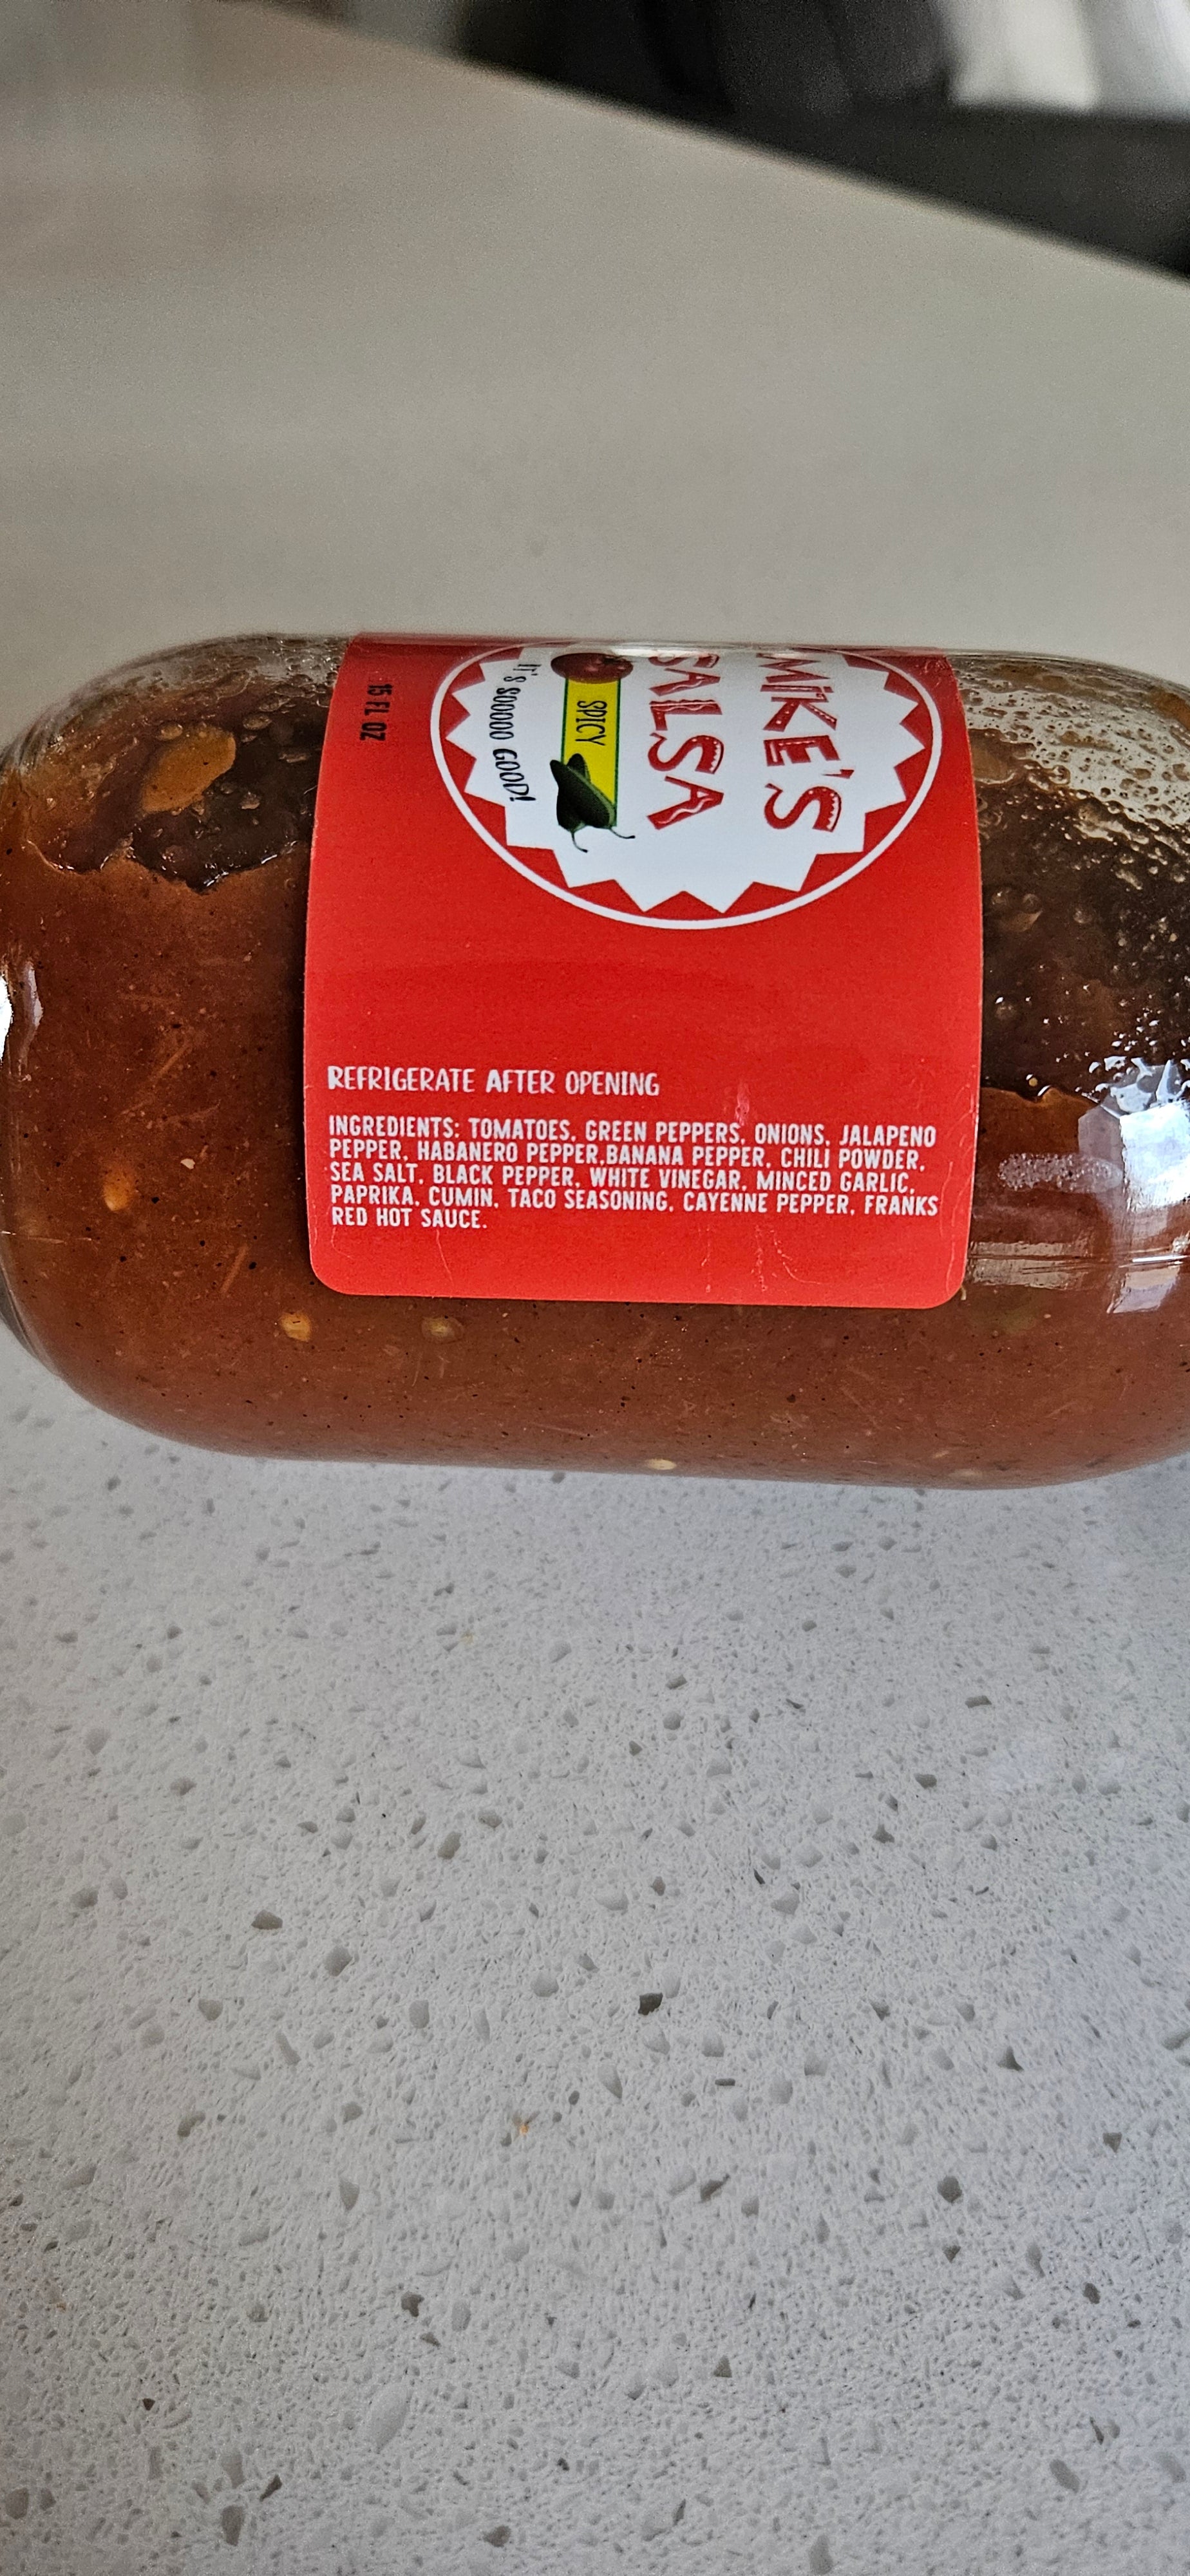 MIKE'S
SALSA
SPICY
IT'S SOOOOO GOOD!
15 FL OZ
REFRIGERATE AFTER OPENING
INGREDIENTS: TOMATOES, GREEN PEPPERS, ONIONS, JALAPENO
PEPPER, HABANERO PEPPER,BANANA PEPPER, CHILI POWDER,
SEA SALT, BLACK PEPPER, WHITE VINEGAR, MINCED GARLIC,
PAPRIKA, CUMIN, TACO SEASONING, CAYENNE PEPPER, FRANKS
RED HOT SAUCE.